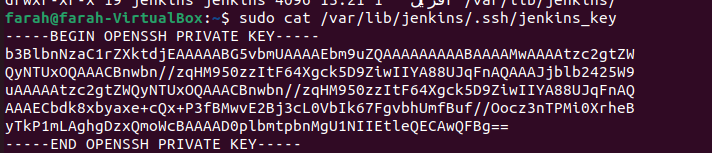 drwxr-xr-x 19 jenkins jenkins 4096 15:21 1 أفريل /var/lib/jenkins/
farah@farah-VirtualBox:~$ sudo cat /var/lib/jenkins/.ssh/jenkins_key
-----BEGIN OPENSSH PRIVATE KEY-----
b3BlbnNzaC1rZXktdjEAAAAABG5vbmUAAAAEbm9uZQAAAAAAAAABAAAAMwAAAAtzc2gtZW
QyNTUxOQAAACBnwbn//zqHM950zzItF64Xgck5D9ZiwIIYA88UJqFnAQAAAJjblb2425W9
uAAAAAtzc2gtZWQyNTUxOQAAACBnwbn//zqHM950zzItF64Xgck5D9ZiwIIYA88UJqFnAQ
AAAECbdk8xbyaxe+cQx+P3fBMwvE2Bj3cL0VbIk67FgvbhUmfBuf//Oocz3nTPMi0XrheB
yTkP1mLAghgDzxQmoWcBAAAAD0plbmtpbnMgU1NIIEtleQECAwQFBg==
-----END OPENSSH PRIVATE KEY-----